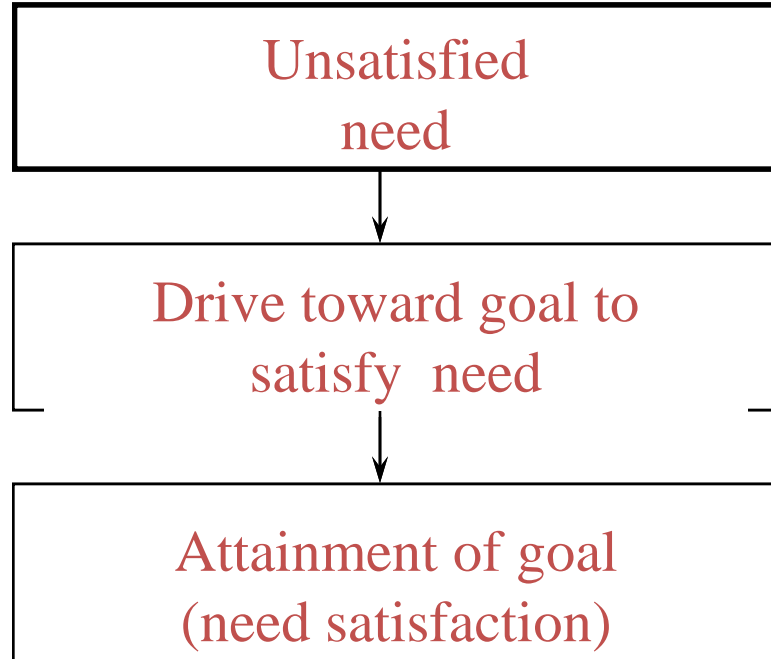 Unsatisfied
need
Drive toward goal to
satisfy  need
Attainment of goal
(need satisfaction)